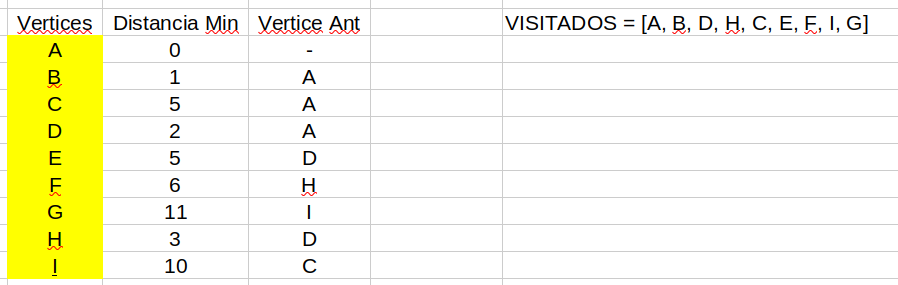 Vertices Distancia Min Vertice Ant VISITADOS = [A, B, D, H, C, E, F, I, G]
A 0 -
B 1 A
C 5 A
D 2 A
E 5 D
F 6 H
G 11 I
H 3 D
I 10 C